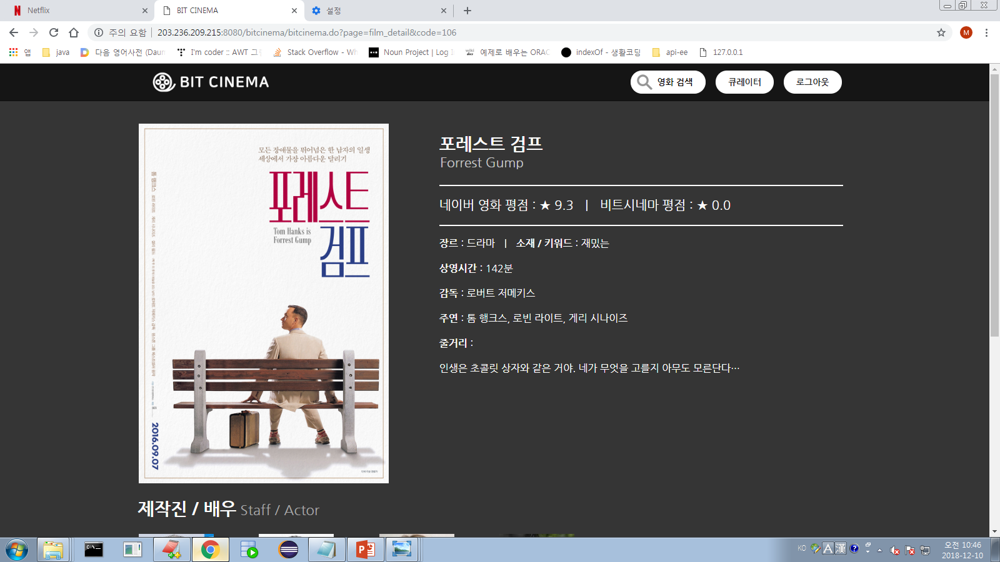 Netflix
BIT CINEMA
설정
주의 요함
203.236.209.215:8080/bitcinema/bitcinema.do?page=film_detail&code=106
M
앱
java
다음 영어사전 (Daun
I'm coder :: AWT 그
Stack Overflow - Wh
Noun Project | Log I
예제로 배우는 ORAC
indexOf - 생활코딩
api-ee
127.0.0.1
BIT CINEMA
영화 검색
큐레이터
로그아웃
모든 장애물을 뛰어넘은 한 남자의 일생
세상에서 가장 아름다운 달리기
포레스트
검프
Tom Hanks is
Forrest Gump
톰 행크스
2016.09.07
포레스트 검프
Forrest Gump
네이버 영화 평점 : ★ 9.3 | 비트시네마 평점 : ★ 0.0
장르 : 드라마 | 소재 / 키워드 : 재밌는
상영시간 : 142분
감독 : 로버트 저메키스
주연 : 톰 행크스, 로빈 라이트, 게리 시나이즈
줄거리 :
인생은 초콜릿 상자와 같은 거야. 네가 무엇을 고를지 아무도 모른단다…
제작진 / 배우 Staff / Actor
KO
A
漢
오전 10:46
2018-12-10